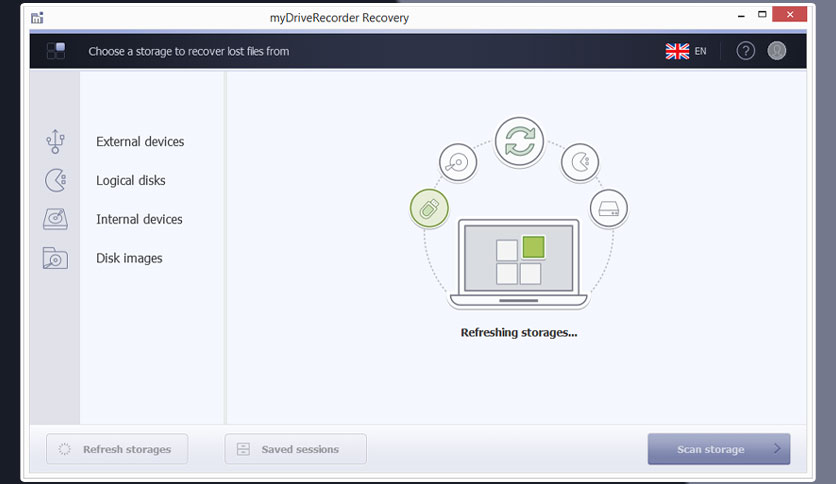 myDriveRecorder Recovery
Choose a storage to recover lost files from
EN
?
External devices
Logical disks
Internal devices
Disk images
Refreshing storages...
Refresh storages
Saved sessions
Scan storage